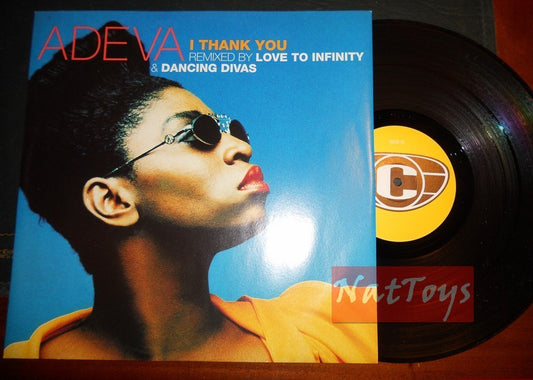 ADEVA
I THANK YOU
REMIXED BY LOVE TO INFINITY
& DANCING DIVAS
NatToys